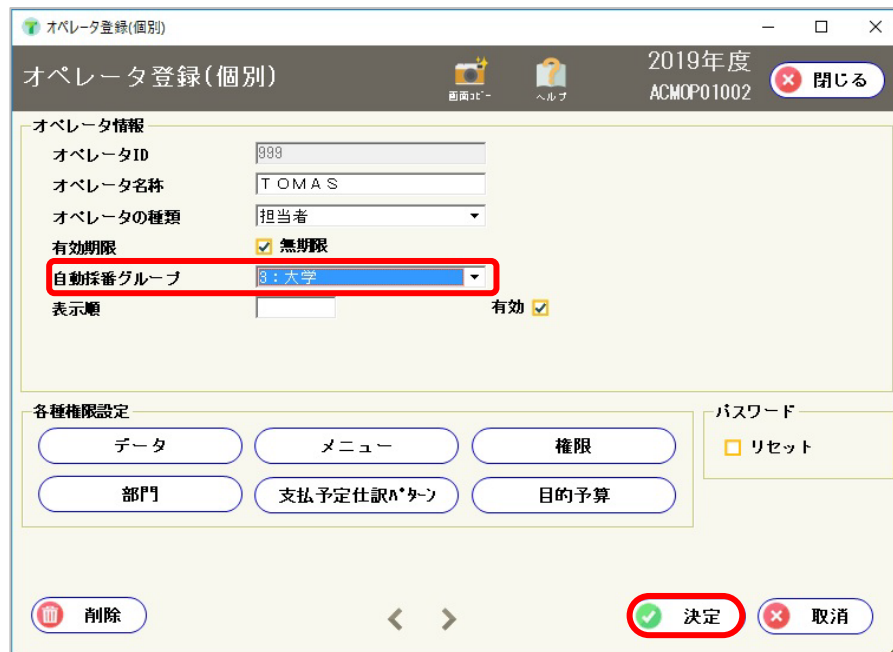 オペレータ登録(個別)
オペレータ登録(個別)
画面ｺﾋﾟｰ
ヘルプ
2019年度
ACMOP01002
閉じる
オペレータ情報
オペレータID 999
オペレータ名称 ＴＯＭＡＳ
オペレータの種類 担当者
有効期限 無期限
自動採番グループ 3：大学
表示順 有効
各種権限設定
パスワード
データ メニュー 権限
リセット
部門 支払予定仕訳ﾊﾟﾀｰﾝ 目的予算
削除 < > 決定 取消